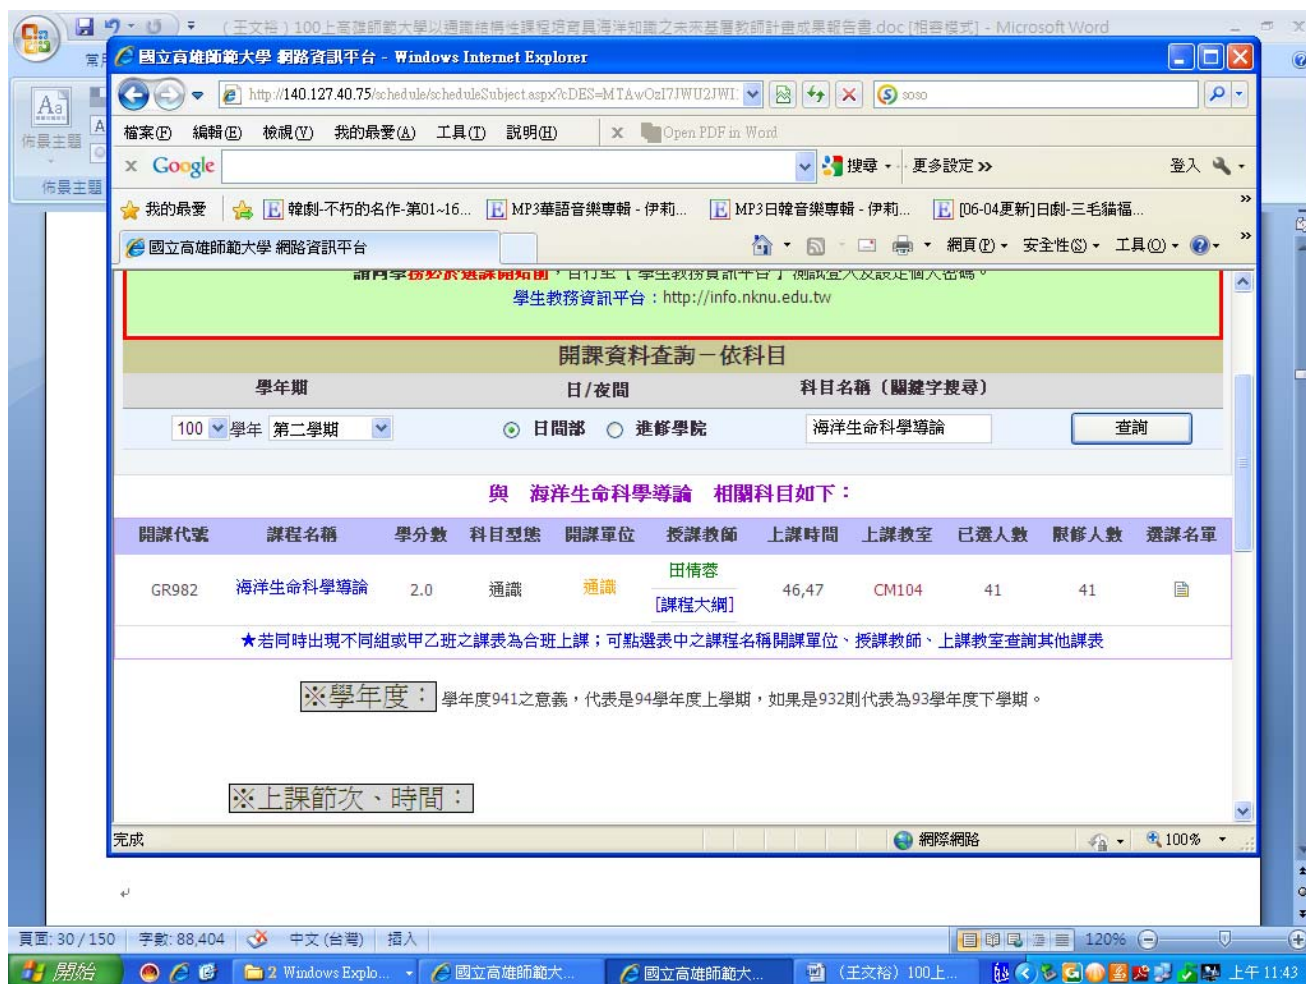 （王文裕）100上高雄師範大學以通識結構性課程培育具海洋知識之未來基層教師計畫成果報告書.doc [相容模式] - Microsoft Word
國立高雄師範大學 網路資訊平台 - Windows Internet Explorer
http://140.127.40.75/schedule/scheduleSubject.aspx?cDES=MTAwOzI7JWU2JWI
soso
檔案(F) 編輯(E) 檢視(V) 我的最愛(A) 工具(T) 說明(H) x Open PDF in Word
佈景主題
x Google 搜尋 更多設定 >> 登入
佈景主題
我的最愛 韓劇-不朽的名作-第01~16... MP3華語音樂專輯 - 伊莉... MP3日韓音樂專輯 - 伊莉... [06-04更新]日劇-三毛貓福...
國立高雄師範大學 網路資訊平台 網頁(P) 安全性(S) 工具(O)
學生教務資訊平台：http://info.nknu.edu.tw
開課資料查詢－依科目
學年期 日/夜間 科目名稱（關鍵字搜尋）
100 學年 第二學期 日間部 進修學院 海洋生命科學導論 查詢
與 海洋生命科學導論 相關科目如下：
開課代號 課程名稱 學分數 科目型態 開課單位 授課教師 上課時間 上課教室 已選人數 限修人數 選課名單
GR982 海洋生命科學導論 2.0 通識 通識 田倩蓉 46,47 CM104 41 41
[課程大綱]
★若同時出現不同組或甲乙班之課表為合班上課；可點選表中之課程名稱開課單位、授課教師、上課教室查詢其他課表
※學年度： 學年度941之意義，代表是94學年度上學期，如果是932則代表為93學年度下學期。
※上課節次、時間：
完成 網際網路 100%
頁面: 30 / 150 字數: 88,404 中文 (台灣) 插入 120%
開始 2 Windows Explo... 國立高雄師範大... 國立高雄師範大... （王文裕）100上... 上午 11:43